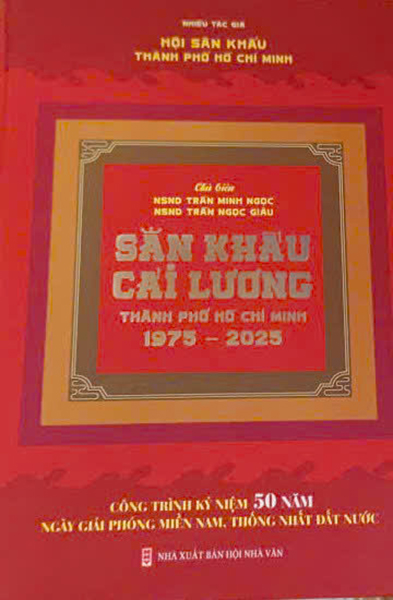 NHIỀU TÁC GIẢ
HỘI SÂN KHẤU
THÀNH PHỐ HỒ CHÍ MINH
Chủ biên
NSND TRẦN MINH NGỌC
NSND TRẦN NGỌC GIÀU
SÂN KHẤU
CẢI LƯƠNG
THÀNH PHỐ HỒ CHÍ MINH
1975 – 2025
CÔNG TRÌNH KỶ NIỆM 50 NĂM
NGÀY GIẢI PHÓNG MIỀN NAM, THỐNG NHẤT ĐẤT NƯỚC
NHÀ XUẤT BẢN HỘI NHÀ VĂN